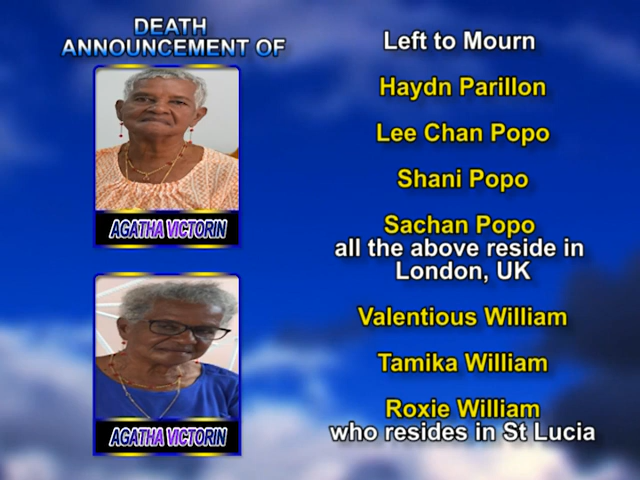 DEATH
ANNOUNCEMENT OF
AGATHA VICTORIN
AGATHA VICTORIN
Left to Mourn
Haydn Parillon
Lee Chan Popo
Shani Popo
Sachan Popo
all the above reside in
London, UK
Valentious William
Tamika William
Roxie William
who resides in St Lucia